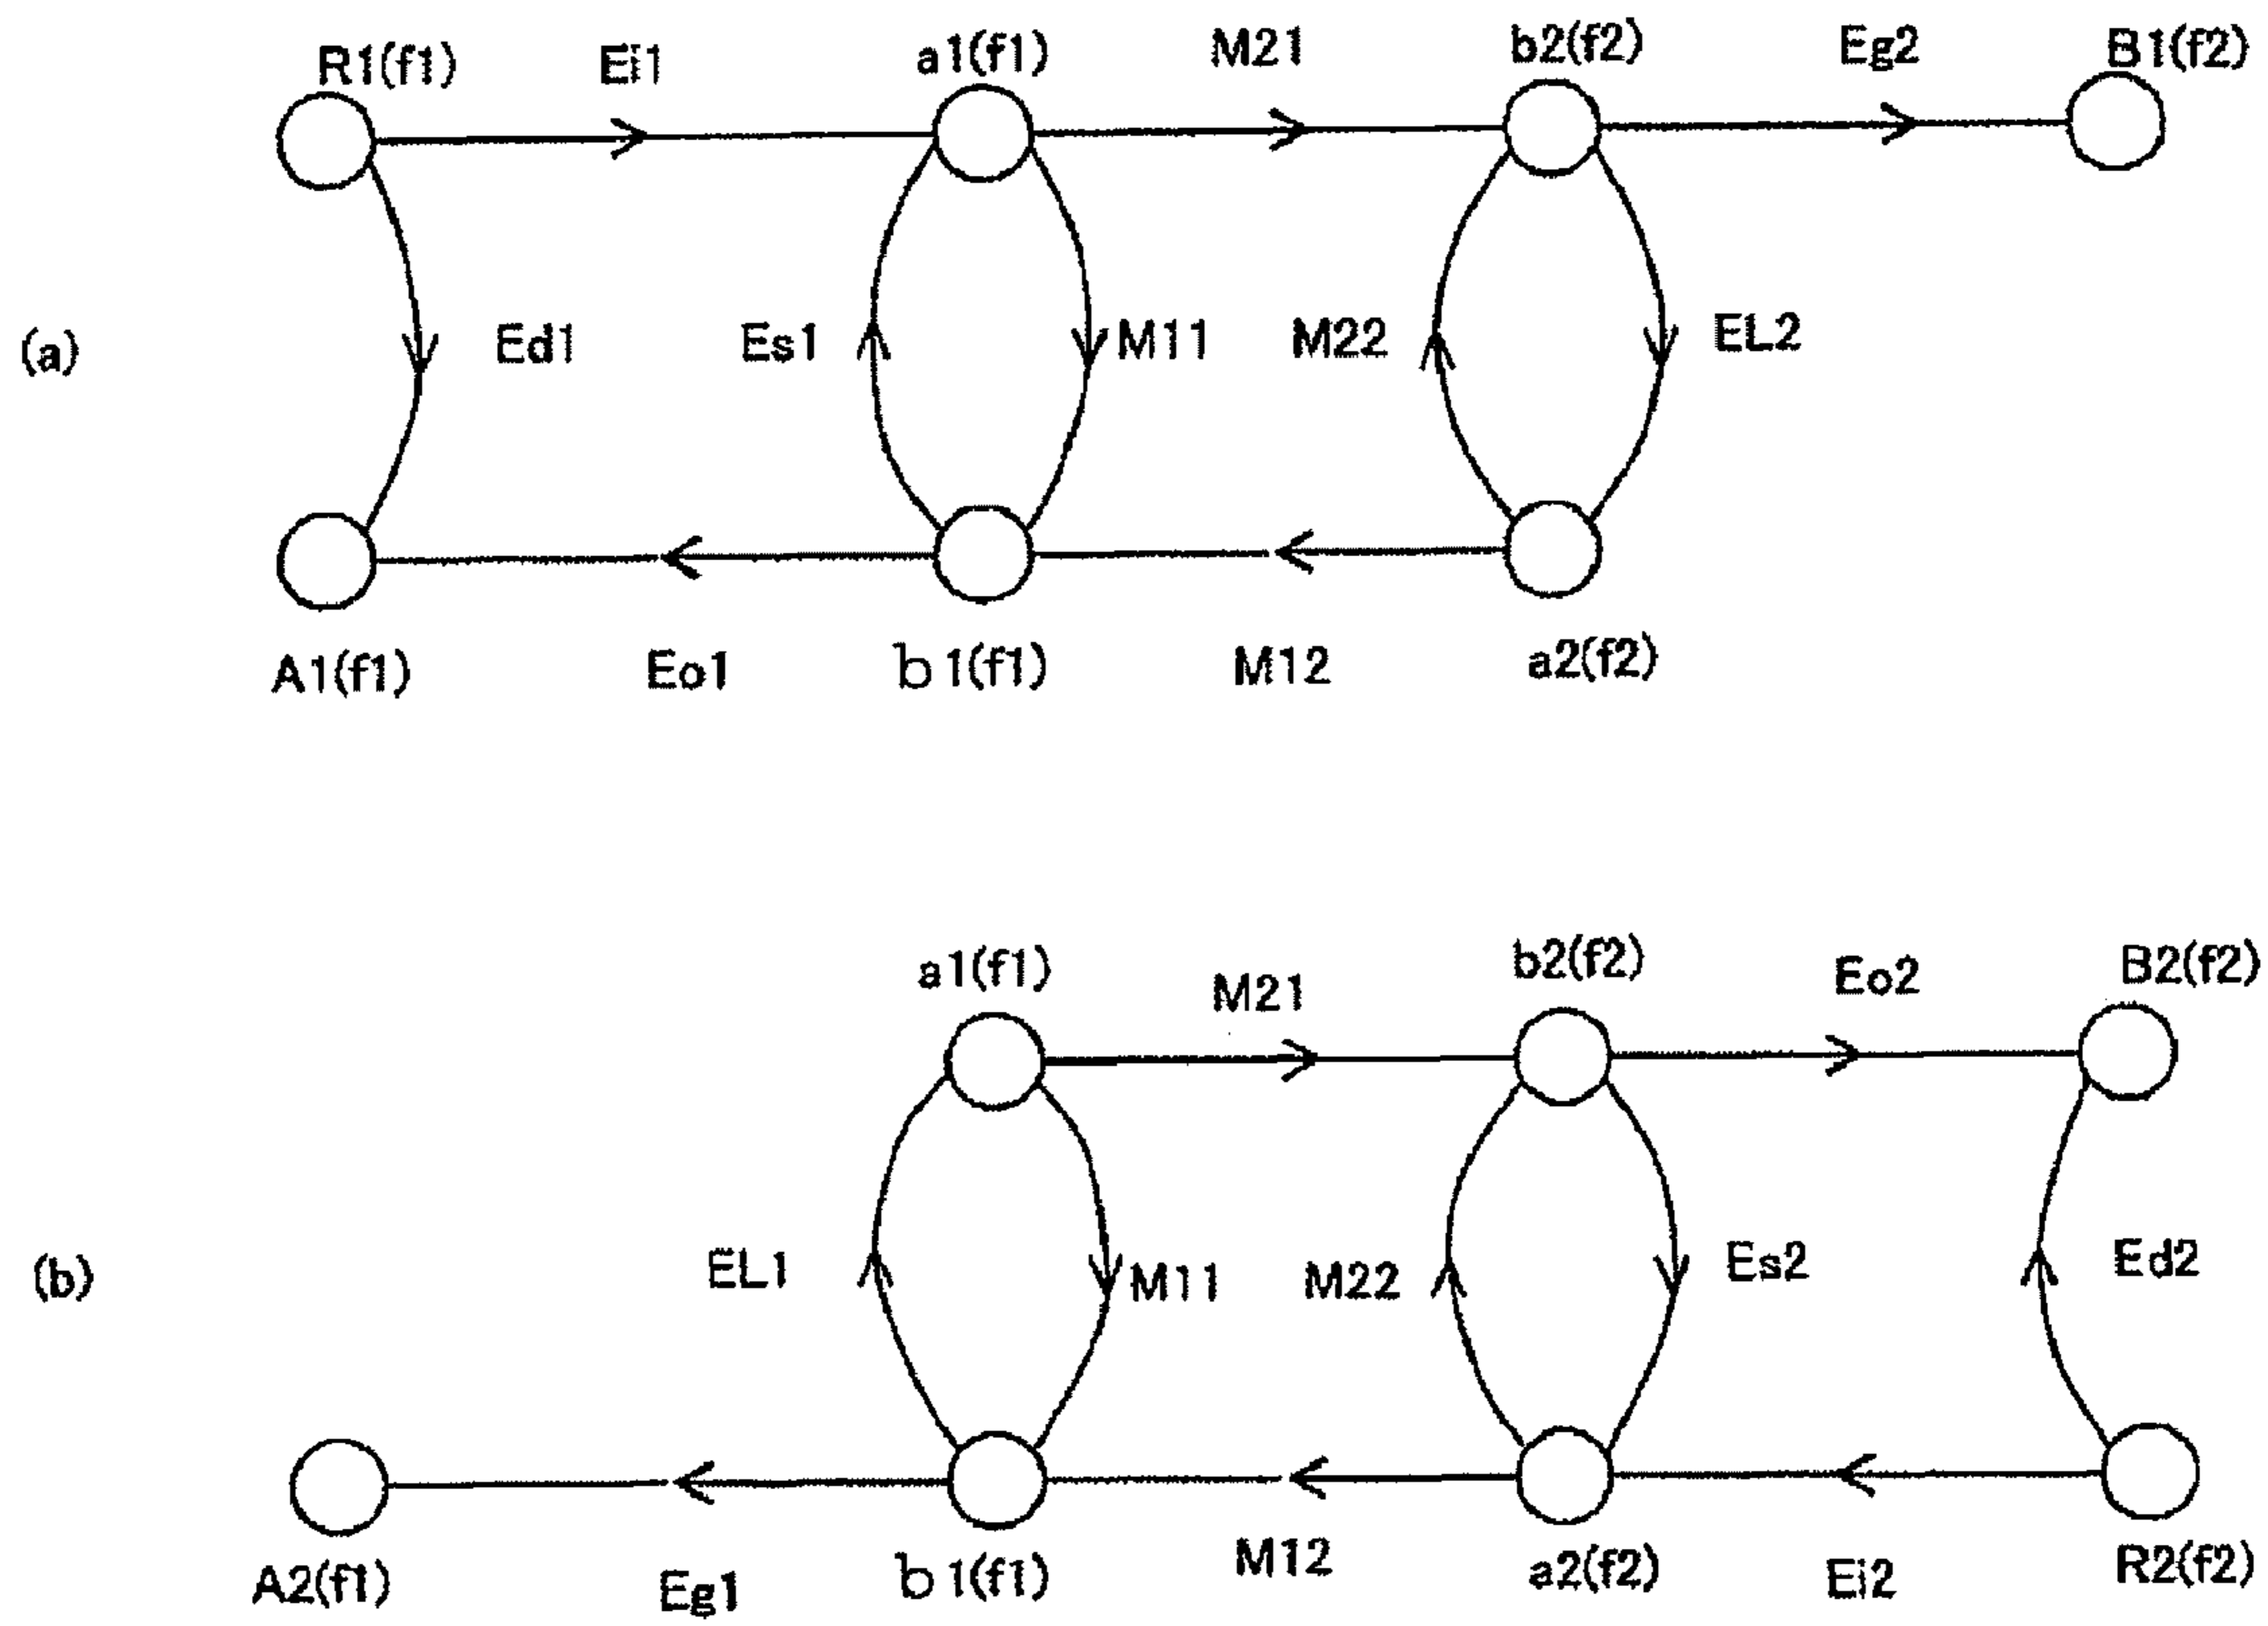 R1(f1) Ei1 a1(f1) M21 b2(f2) Eg2 B1(f2)
(a) Ed1 Es1 M11 M22 EL2
A1(f1) Eo1 b1(f1) M12 a2(f2)
a1(f1) M21 b2(f2) Eo2 B2(f2)
(b) EL1 M11 M22 Es2 Ed2
A2(f1) Eg1 b1(f1) M12 a2(f2) Ei2 R2(f2)